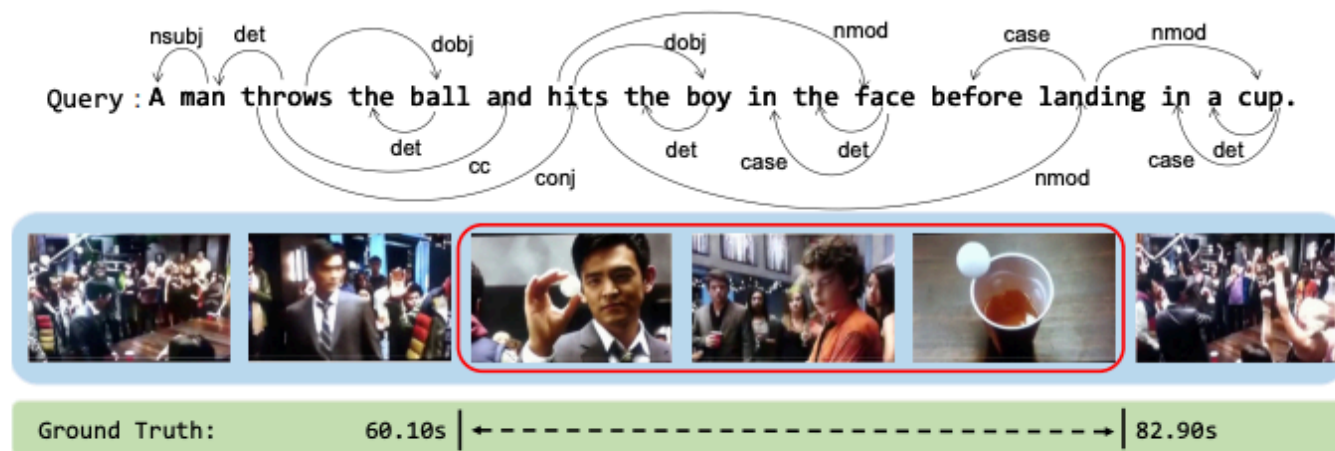 nsubj det dobj nmod dobj case nmod
Query : A man throws the ball and hits the boy in the face before landing in a cup.
det cc conj det case det nmod case det
Ground Truth: 60.10s 82.90s